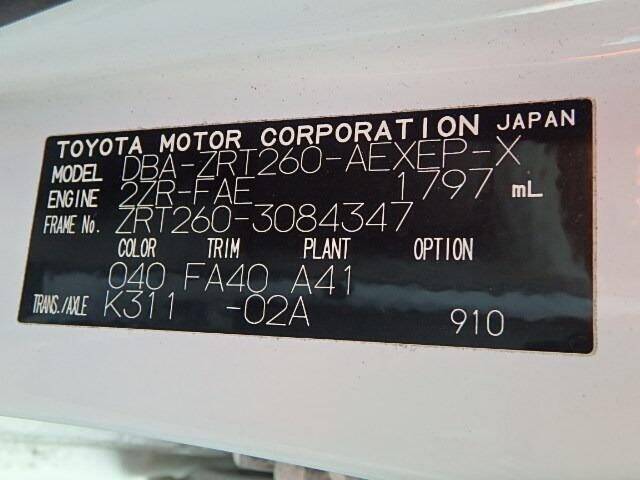 TOYOTA MOTOR CORPORATION JAPAN
MODEL DBA-ZRT260-AEXEP-X
ENGINE 2ZR-FAE 1797 mL
FRAME No. ZRT260-3084347
COLOR TRIM PLANT OPTION
040 FA40 A41
TRANS./AXLE K311 -02A 910